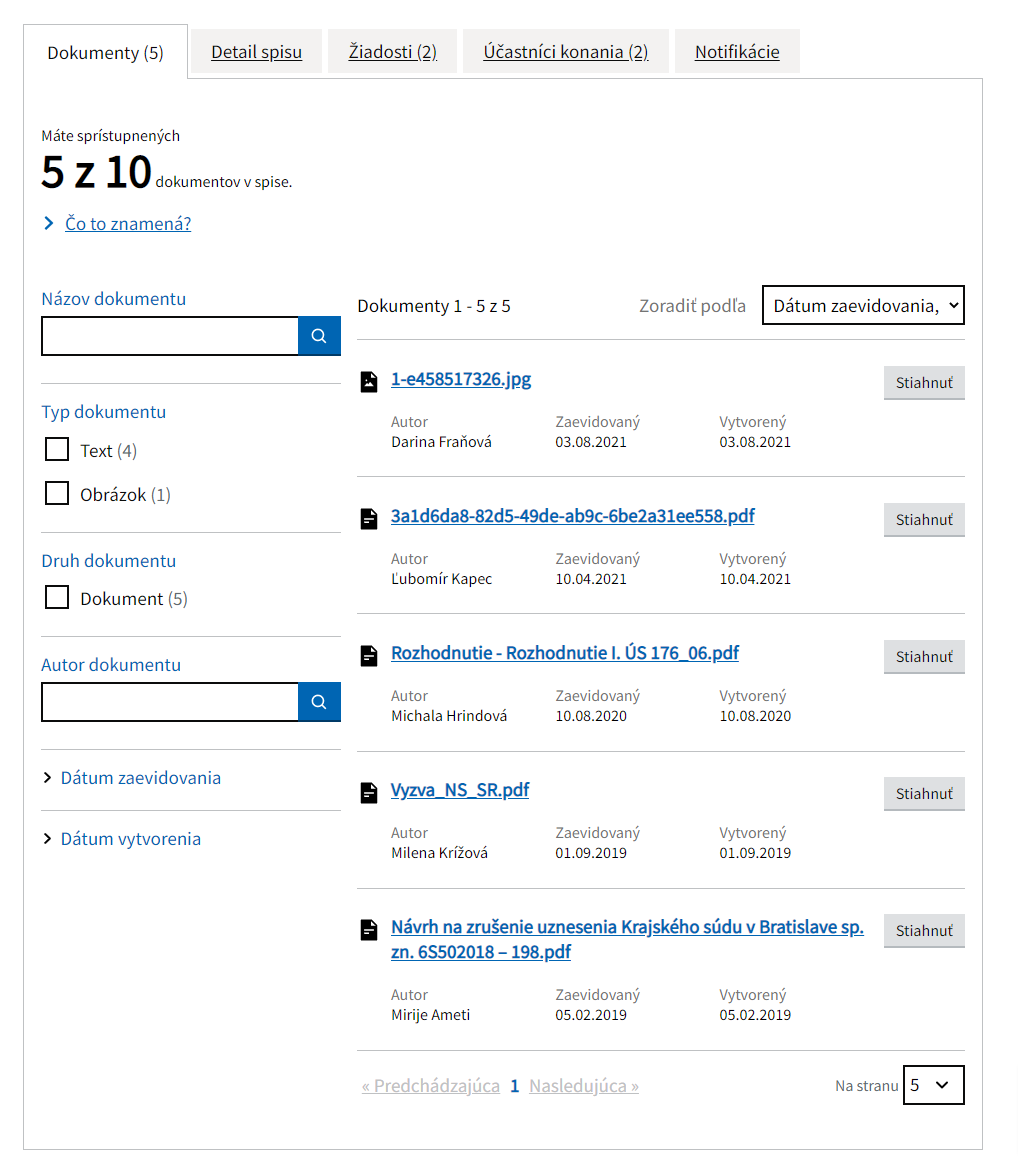 Dokumenty (5)
Detail spisu
Žiadosti (2)
Účastníci konania (2)
Notifikácie
Máte sprístupnených
5 z 10 dokumentov v spise.
Čo to znamená?
Názov dokumentu
Typ dokumentu
Text (4)
Obrázok (1)
Druh dokumentu
Dokument (5)
Autor dokumentu
Dátum zaevidovania
Dátum vytvorenia
Dokumenty 1 - 5 z 5
Zoradiť podľa
Dátum zaevidovania,
1-e458517326.jpg
Stiahnuť
Autor Zaevidovaný Vytvorený
Darina Fraňová 03.08.2021 03.08.2021
3a1d6da8-82d5-49de-ab9c-6be2a31ee558.pdf
Stiahnuť
Autor Zaevidovaný Vytvorený
Ľubomír Kapec 10.04.2021 10.04.2021
Rozhodnutie - Rozhodnutie I. ÚS 176_06.pdf
Stiahnuť
Autor Zaevidovaný Vytvorený
Michala Hrindová 10.08.2020 10.08.2020
Vyzva_NS_SR.pdf
Stiahnuť
Autor Zaevidovaný Vytvorený
Milena Krížová 01.09.2019 01.09.2019
Návrh na zrušenie uznesenia Krajského súdu v Bratislave sp.
zn. 6S502018 – 198.pdf
Stiahnuť
Autor Zaevidovaný Vytvorený
Mirije Ameti 05.02.2019 05.02.2019
« Predchádzajúca 1 Nasledujúca »
Na stranu 5